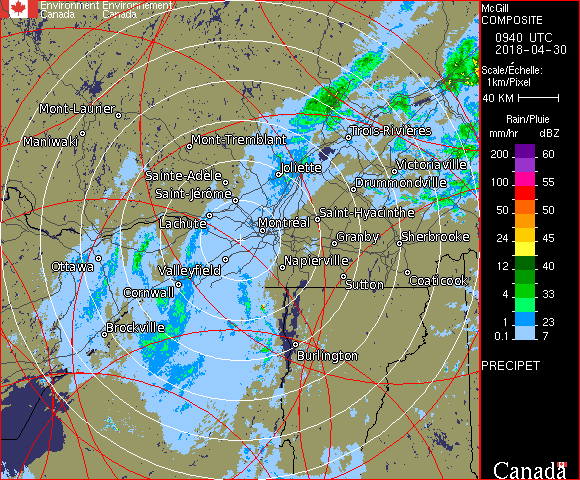 Environment Environnement
Canada Canada
McGill
COMPOSITE
0940 UTC
2018-04-30
Scale/Échelle:
1km/Pixel
40 KM
Rain/Pluie
mm/hr dBZ
200 60
150 57
100 55
50 50
24 45
12 40
4 33
1 23
0.1 7
PRECIPET
Canada
Mont-Laurier
Maniwaki
Mont-Tremblant
Trois-Rivières
Sainte-Adèle
Joliette
Victoriaville
Saint-Jérôme
Drummondville
Lachute
Montréal
Saint-Hyacinthe
Granby
Sherbrooke
Ottawa
Valleyfield
Napierville
Cornwall
Sutton
Coaticook
Brockville
Burlington